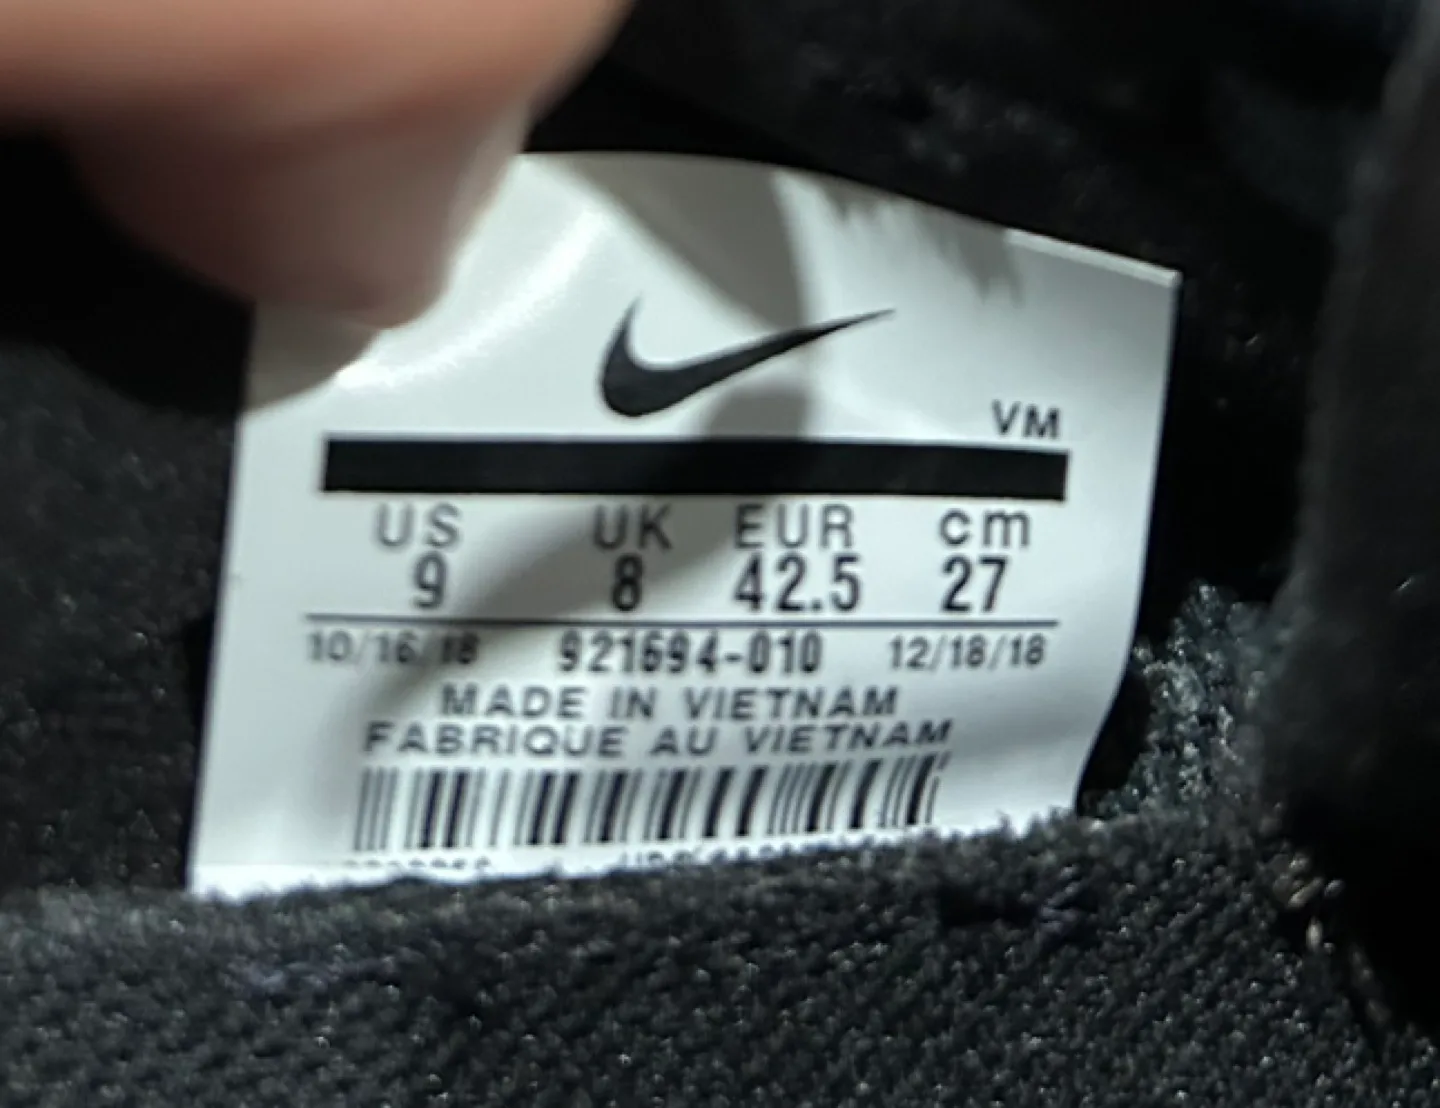 VM
US UK EUR cm
9 8 42.5 27
10/16/18 921694-010 12/18/18
MADE IN VIETNAM
FABRIQUE AU VIETNAM